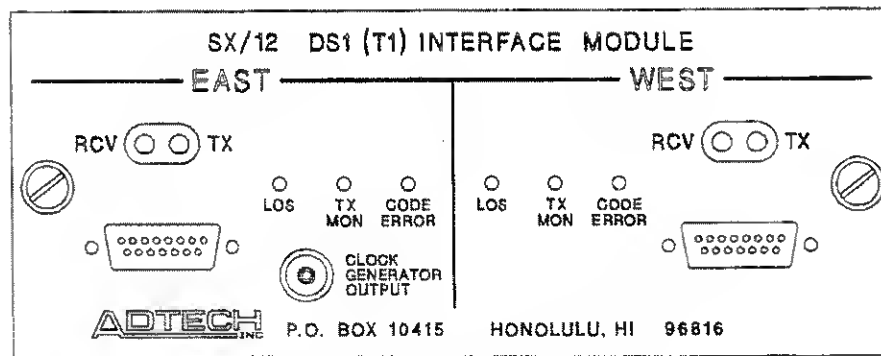 SX/12 DS1 (T1) INTERFACE MODULE
EAST
WEST
RCV TX
RCV TX
LOS
TX MON
CODE ERROR
LOS
TX MON
CODE ERROR
CLOCK
GENERATOR
OUTPUT
ADTECH INC
P.O. BOX 10415 HONOLULU, HI 96816